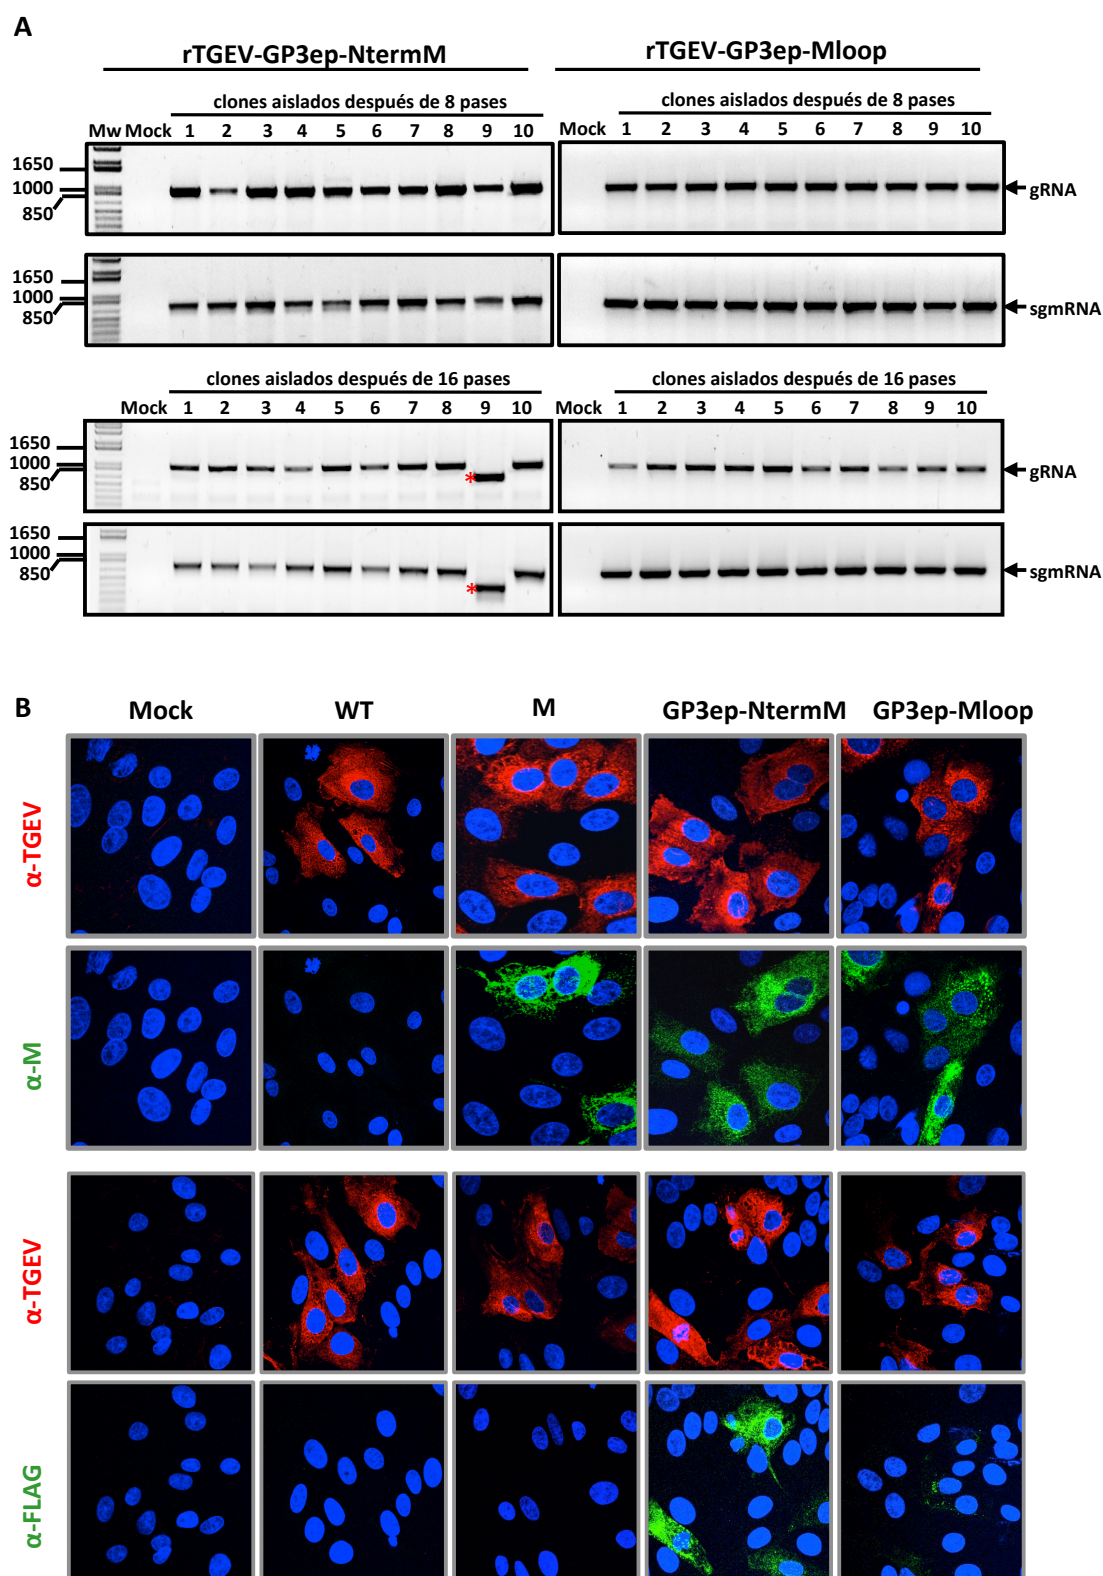 A
rTGEV-GP3ep-NtermM rTGEV-GP3ep-Mloop
clones aislados después de 8 pases clones aislados después de 8 pases
Mw Mock 1 2 3 4 5 6 7 8 9 10 Mock 1 2 3 4 5 6 7 8 9 10
1650
1000
850
gRNA
1650
1000
850
sgmRNA
clones aislados después de 16 pases clones aislados después de 16 pases
Mock 1 2 3 4 5 6 7 8 9 10 Mock 1 2 3 4 5 6 7 8 9 10
1650
1000
850
*
gRNA
1650
1000
850
*
sgmRNA
B
Mock WT M GP3ep-NtermM GP3ep-Mloop
α-TGEV
α-M
α-TGEV
α-FLAG